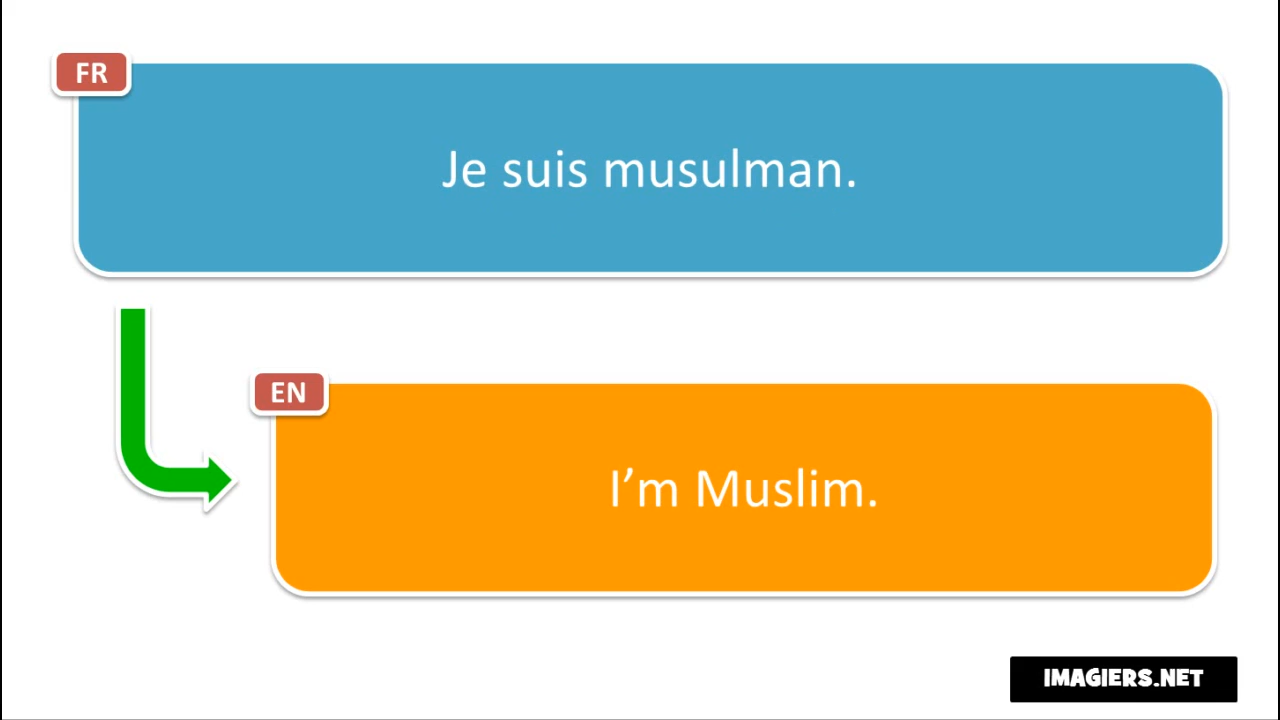 FR
Je suis musulman.
EN
I’m Muslim.
IMAGIERS.NET